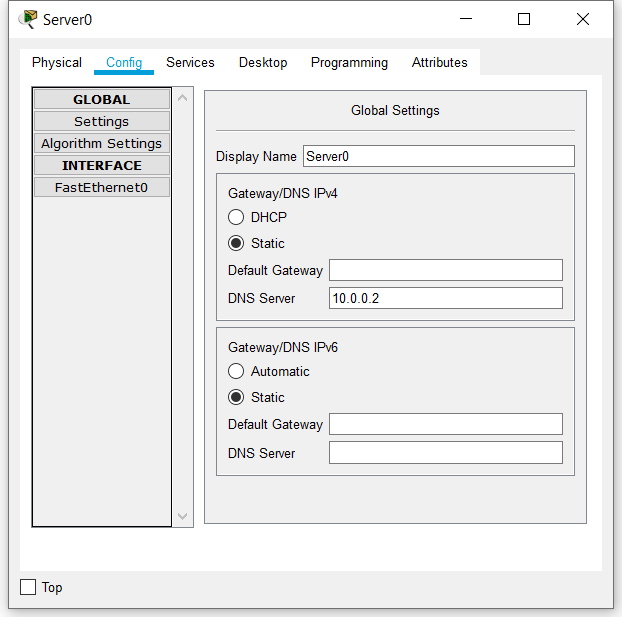 Server0
Physical Config Services Desktop Programming Attributes
GLOBAL
Settings
Algorithm Settings
INTERFACE
FastEthernet0
Global Settings
Display Name Server0
Gateway/DNS IPv4
DHCP
Static
Default Gateway
DNS Server 10.0.0.2
Gateway/DNS IPv6
Automatic
Static
Default Gateway
DNS Server
Top